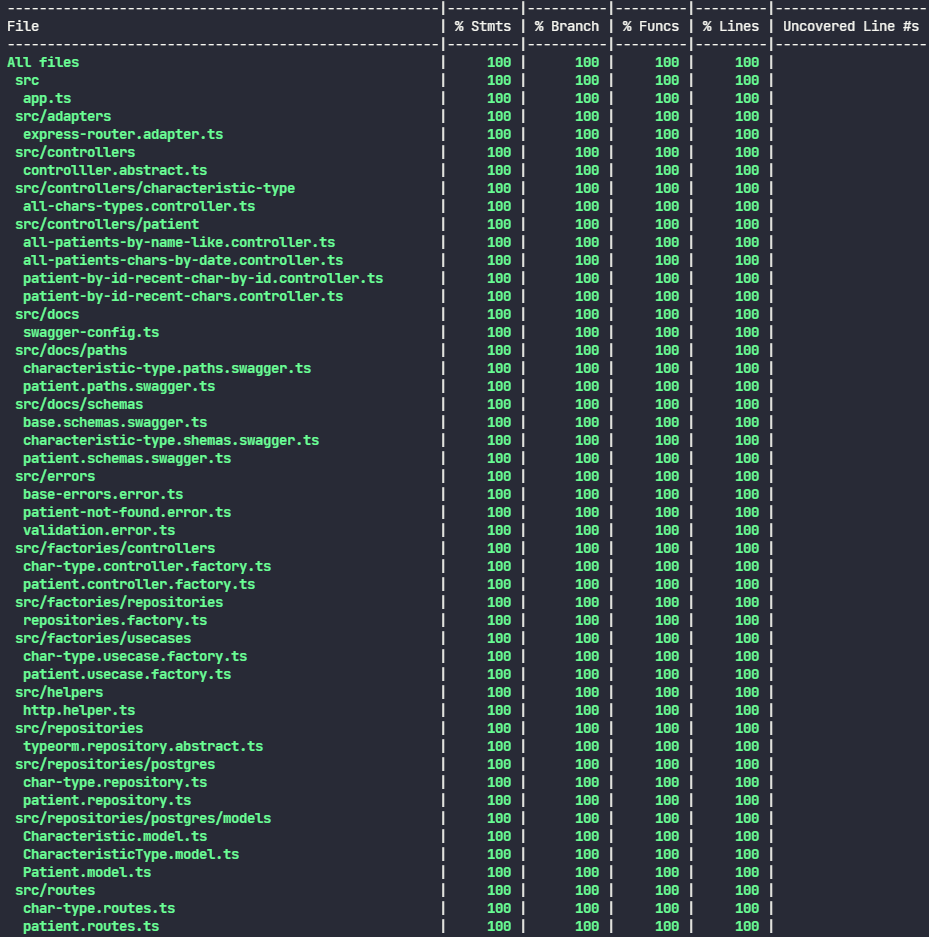 -------------------------------------------------------|---------|----------|---------|---------|-------------------
File | % Stmts | % Branch | % Funcs | % Lines | Uncovered Line #s
-------------------------------------------------------|---------|----------|---------|---------|-------------------
All files | 100 | 100 | 100 | 100 |
src | 100 | 100 | 100 | 100 |
app.ts | 100 | 100 | 100 | 100 |
src/adapters | 100 | 100 | 100 | 100 |
express-router.adapter.ts | 100 | 100 | 100 | 100 |
src/controllers | 100 | 100 | 100 | 100 |
controlller.abstract.ts | 100 | 100 | 100 | 100 |
src/controllers/characteristic-type | 100 | 100 | 100 | 100 |
all-chars-types.controller.ts | 100 | 100 | 100 | 100 |
src/controllers/patient | 100 | 100 | 100 | 100 |
all-patients-by-name-like.controller.ts | 100 | 100 | 100 | 100 |
all-patients-chars-by-date.controller.ts | 100 | 100 | 100 | 100 |
patient-by-id-recent-char-by-id.controller.ts | 100 | 100 | 100 | 100 |
patient-by-id-recent-chars.controller.ts | 100 | 100 | 100 | 100 |
src/docs | 100 | 100 | 100 | 100 |
swagger-config.ts | 100 | 100 | 100 | 100 |
src/docs/paths | 100 | 100 | 100 | 100 |
characteristic-type.paths.swagger.ts | 100 | 100 | 100 | 100 |
patient.paths.swagger.ts | 100 | 100 | 100 | 100 |
src/docs/schemas | 100 | 100 | 100 | 100 |
base.schemas.swagger.ts | 100 | 100 | 100 | 100 |
characteristic-type.shemas.swagger.ts | 100 | 100 | 100 | 100 |
patient.schemas.swagger.ts | 100 | 100 | 100 | 100 |
src/errors | 100 | 100 | 100 | 100 |
base-errors.error.ts | 100 | 100 | 100 | 100 |
patient-not-found.error.ts | 100 | 100 | 100 | 100 |
validation.error.ts | 100 | 100 | 100 | 100 |
src/factories/controllers | 100 | 100 | 100 | 100 |
char-type.controller.factory.ts | 100 | 100 | 100 | 100 |
patient.controller.factory.ts | 100 | 100 | 100 | 100 |
src/factories/repositories | 100 | 100 | 100 | 100 |
repositories.factory.ts | 100 | 100 | 100 | 100 |
src/factories/usecases | 100 | 100 | 100 | 100 |
char-type.usecase.factory.ts | 100 | 100 | 100 | 100 |
patient.usecase.factory.ts | 100 | 100 | 100 | 100 |
src/helpers | 100 | 100 | 100 | 100 |
http.helper.ts | 100 | 100 | 100 | 100 |
src/repositories | 100 | 100 | 100 | 100 |
typeorm.repository.abstract.ts | 100 | 100 | 100 | 100 |
src/repositories/postgres | 100 | 100 | 100 | 100 |
char-type.repository.ts | 100 | 100 | 100 | 100 |
patient.repository.ts | 100 | 100 | 100 | 100 |
src/repositories/postgres/models | 100 | 100 | 100 | 100 |
Characteristic.model.ts | 100 | 100 | 100 | 100 |
CharacteristicType.model.ts | 100 | 100 | 100 | 100 |
Patient.model.ts | 100 | 100 | 100 | 100 |
src/routes | 100 | 100 | 100 | 100 |
char-type.routes.ts | 100 | 100 | 100 | 100 |
patient.routes.ts | 100 | 100 | 100 | 100 |